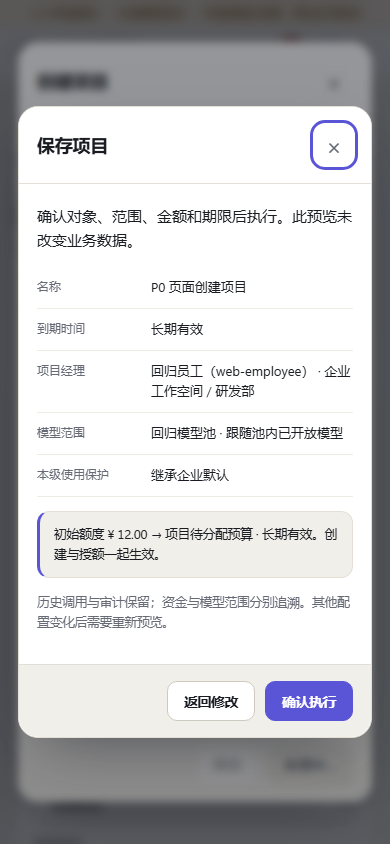 保存项目
×
确认对象、范围、金额和期限后执行。此预览未
改变业务数据。
名称 P0 页面创建项目
到期时间 长期有效
项目经理 回归员工（web-employee） · 企业
工作空间 / 研发部
模型范围 回归模型池 · 跟随池内已开放模型
本级使用保护 继承企业默认
初始额度 ¥ 12.00 → 项目待分配预算 · 长期有效。创
建与授额一起生效。
历史调用与审计保留；资金与模型范围分别追溯。其他配
置变化后需要重新预览。
返回修改 确认执行